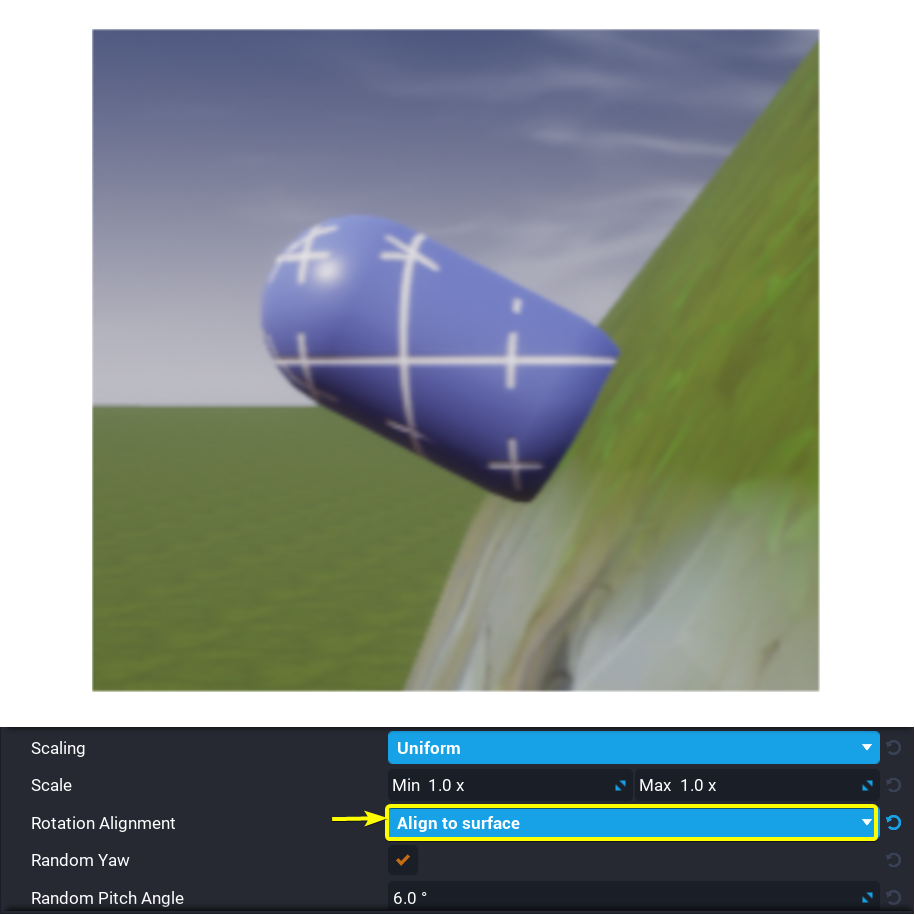 Scaling Uniform
Scale Min 1.0 x Max 1.0 x
Rotation Alignment Align to surface
Random Yaw
Random Pitch Angle 6.0 °